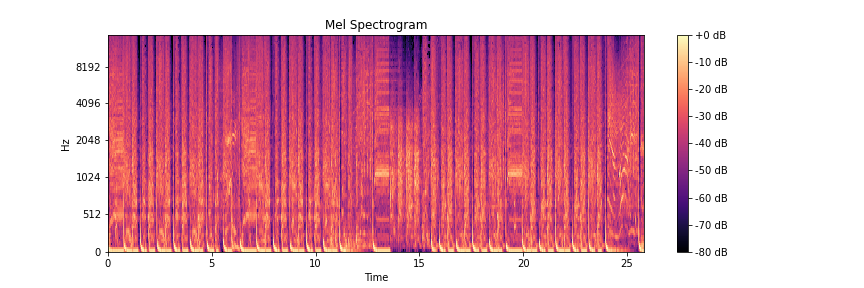 Mel Spectrogram
Hz
8192
4096
2048
1024
512
0
0
5
10
15
20
25
Time
+0 dB
-10 dB
-20 dB
-30 dB
-40 dB
-50 dB
-60 dB
-70 dB
-80 dB